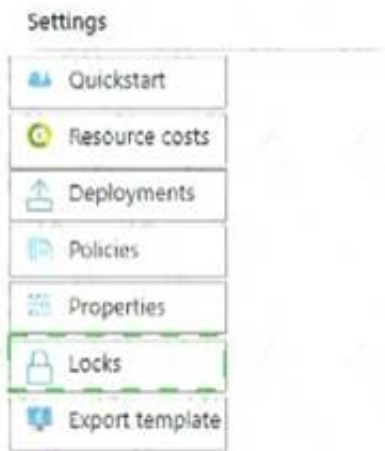 Settings
Quickstart
Resource costs
Deployments
Policies
Properties
Locks
Export template